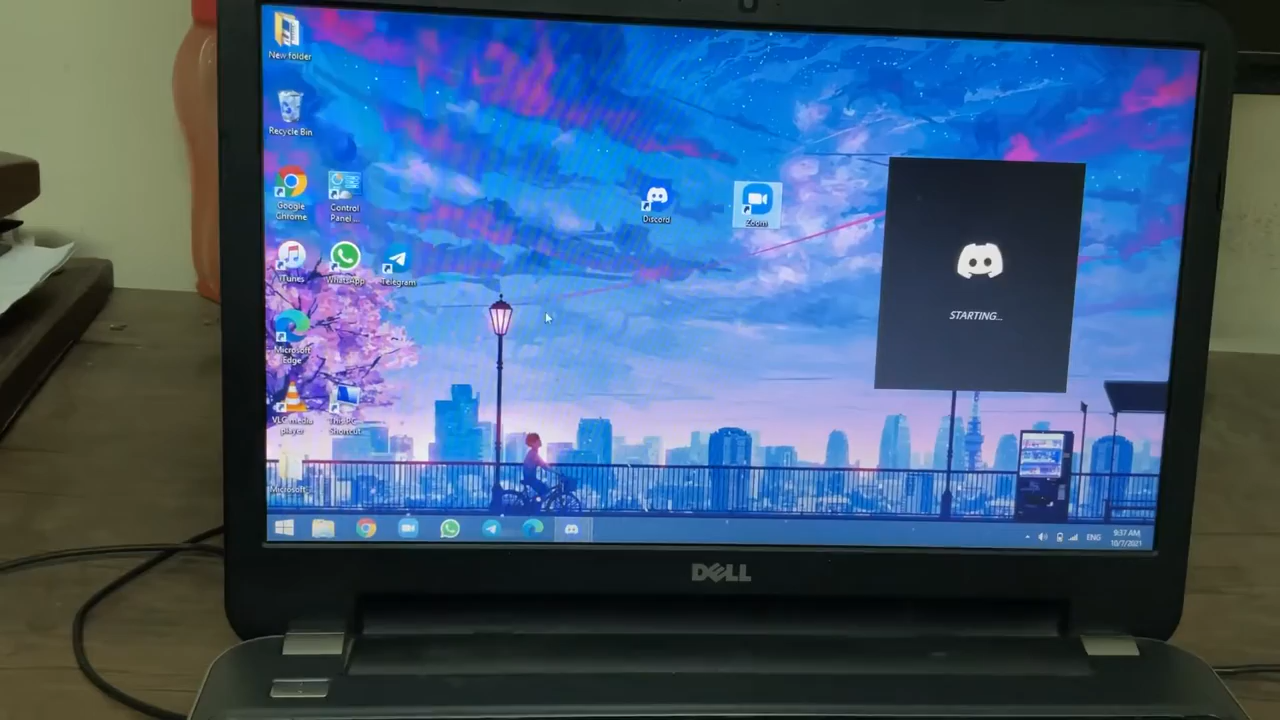 New folder
Recycle Bin
Google
Chrome
Control
Panel ...
iTunes
WhatsApp
Telegram
Microsoft
Edge
VLC media
player
This PC -
Shortcut
Microsoft
Discord
Zoom
STARTING...
ENG
9:37 AM
10/7/2021
DELL